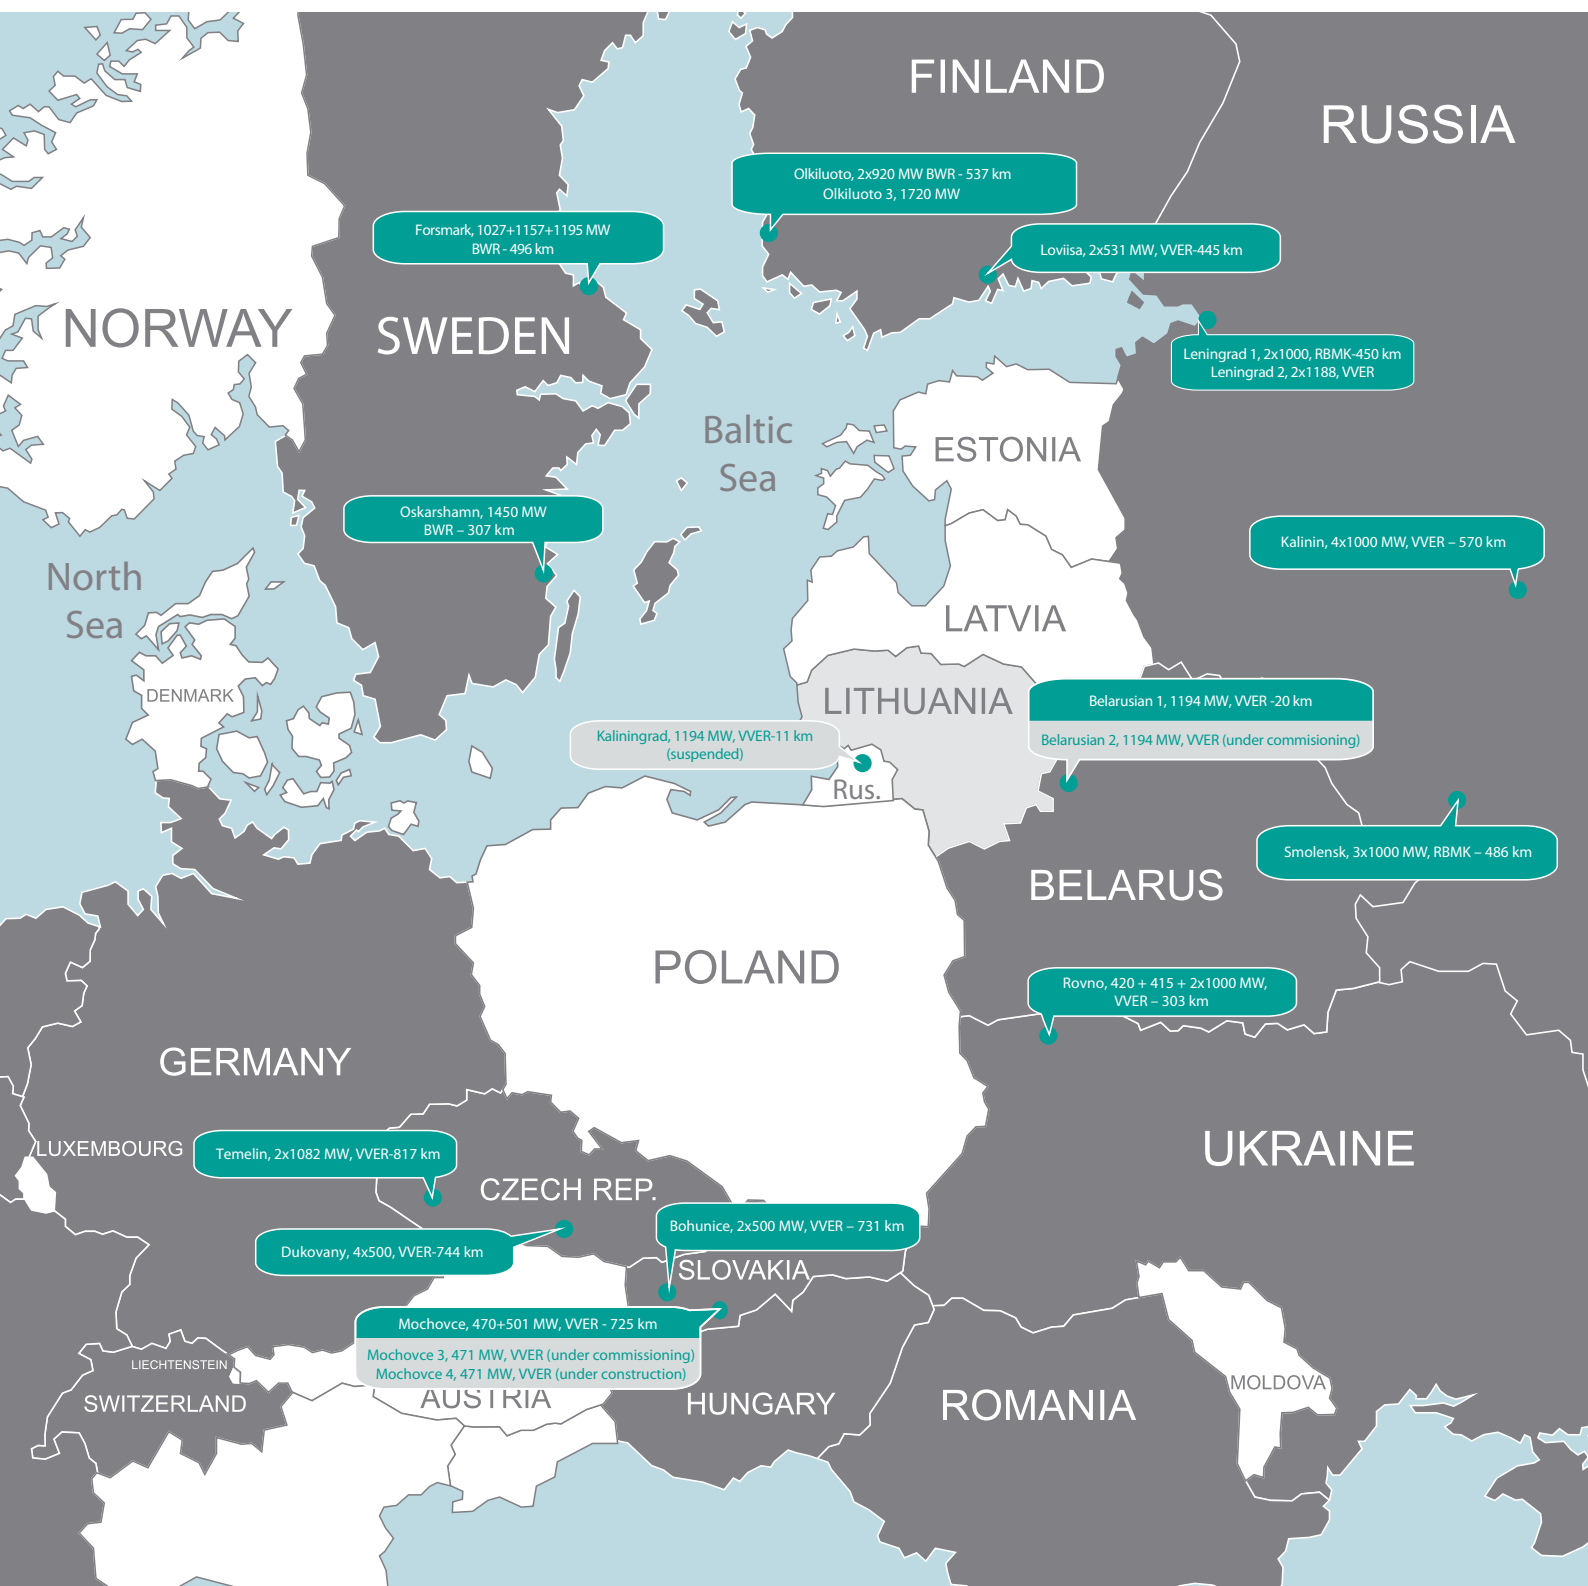 FINLAND
RUSSIA
Olkiluoto, 2x920 MW BWR - 537 km
Olkiluoto 3, 1720 MW
Forsmark, 1027+1157+1195 MW
BWR - 496 km
Loviisa, 2x531 MW, VVER-445 km
NORWAY
SWEDEN
Leningrad 1, 2x1000, RBMK-450 km
Leningrad 2, 2x1188, VVER
Baltic
Sea
ESTONIA
Oskarshamn, 1450 MW
BWR – 307 km
Kalinin, 4x1000 MW, VVER – 570 km
North
Sea
LATVIA
DENMARK
LITHUANIA
Belarusian 1, 1194 MW, VVER -20 km
Belarusian 2, 1194 MW, VVER (under commisioning)
Kaliningrad, 1194 MW, VVER-11 km
(suspended)
Rus.
Smolensk, 3x1000 MW, RBMK – 486 km
BELARUS
POLAND
Rovno, 420 + 415 + 2x1000 MW,
VVER – 303 km
GERMANY
LUXEMBOURG
Temelin, 2x1082 MW, VVER-817 km
UKRAINE
CZECH REP.
Bohunice, 2x500 MW, VVER – 731 km
Dukovany, 4x500, VVER-744 km
SLOVAKIA
Mochovce, 470+501 MW, VVER - 725 km
Mochovce 3, 471 MW, VVER (under commissioning)
Mochovce 4, 471 MW, VVER (under construction)
LIECHTENSTEIN
SWITZERLAND
AUSTRIA
HUNGARY
ROMANIA
MOLDOVA